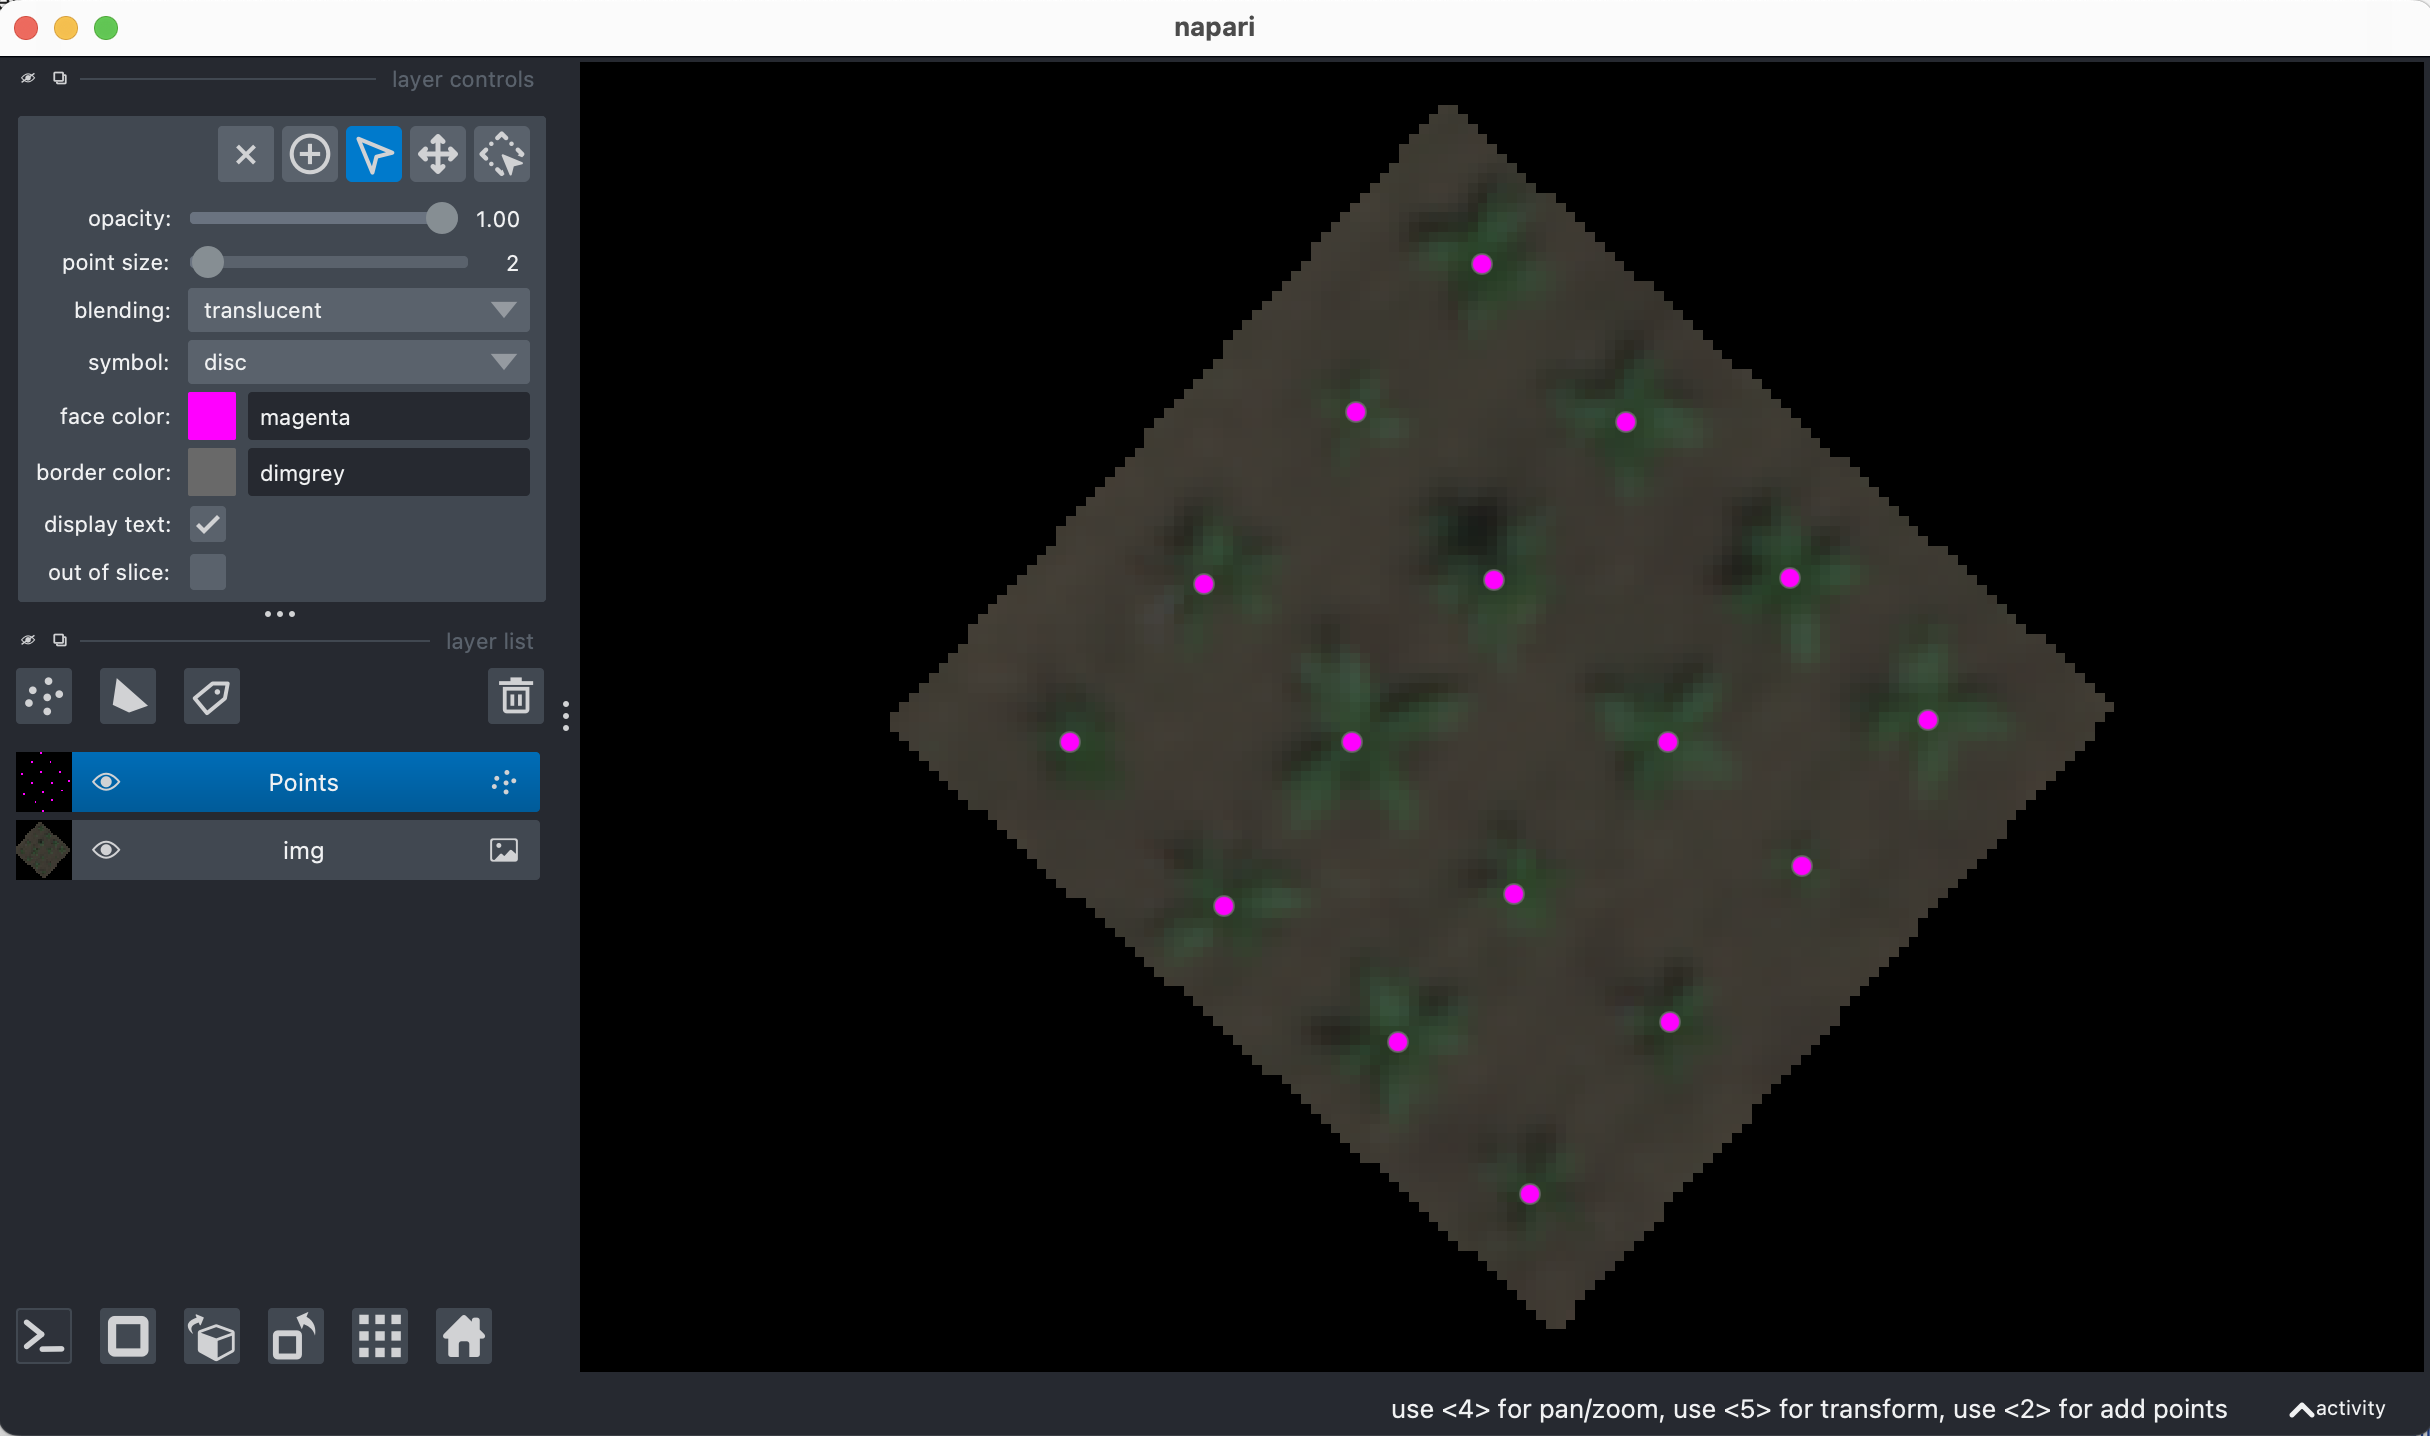 napari
layer controls
opacity: 1.00
point size: 2
blending: translucent
symbol: disc
face color: magenta
border color: dimgrey
display text:
out of slice:
layer list
Points
img
use <4> for pan/zoom, use <5> for transform, use <2> for add points
activity